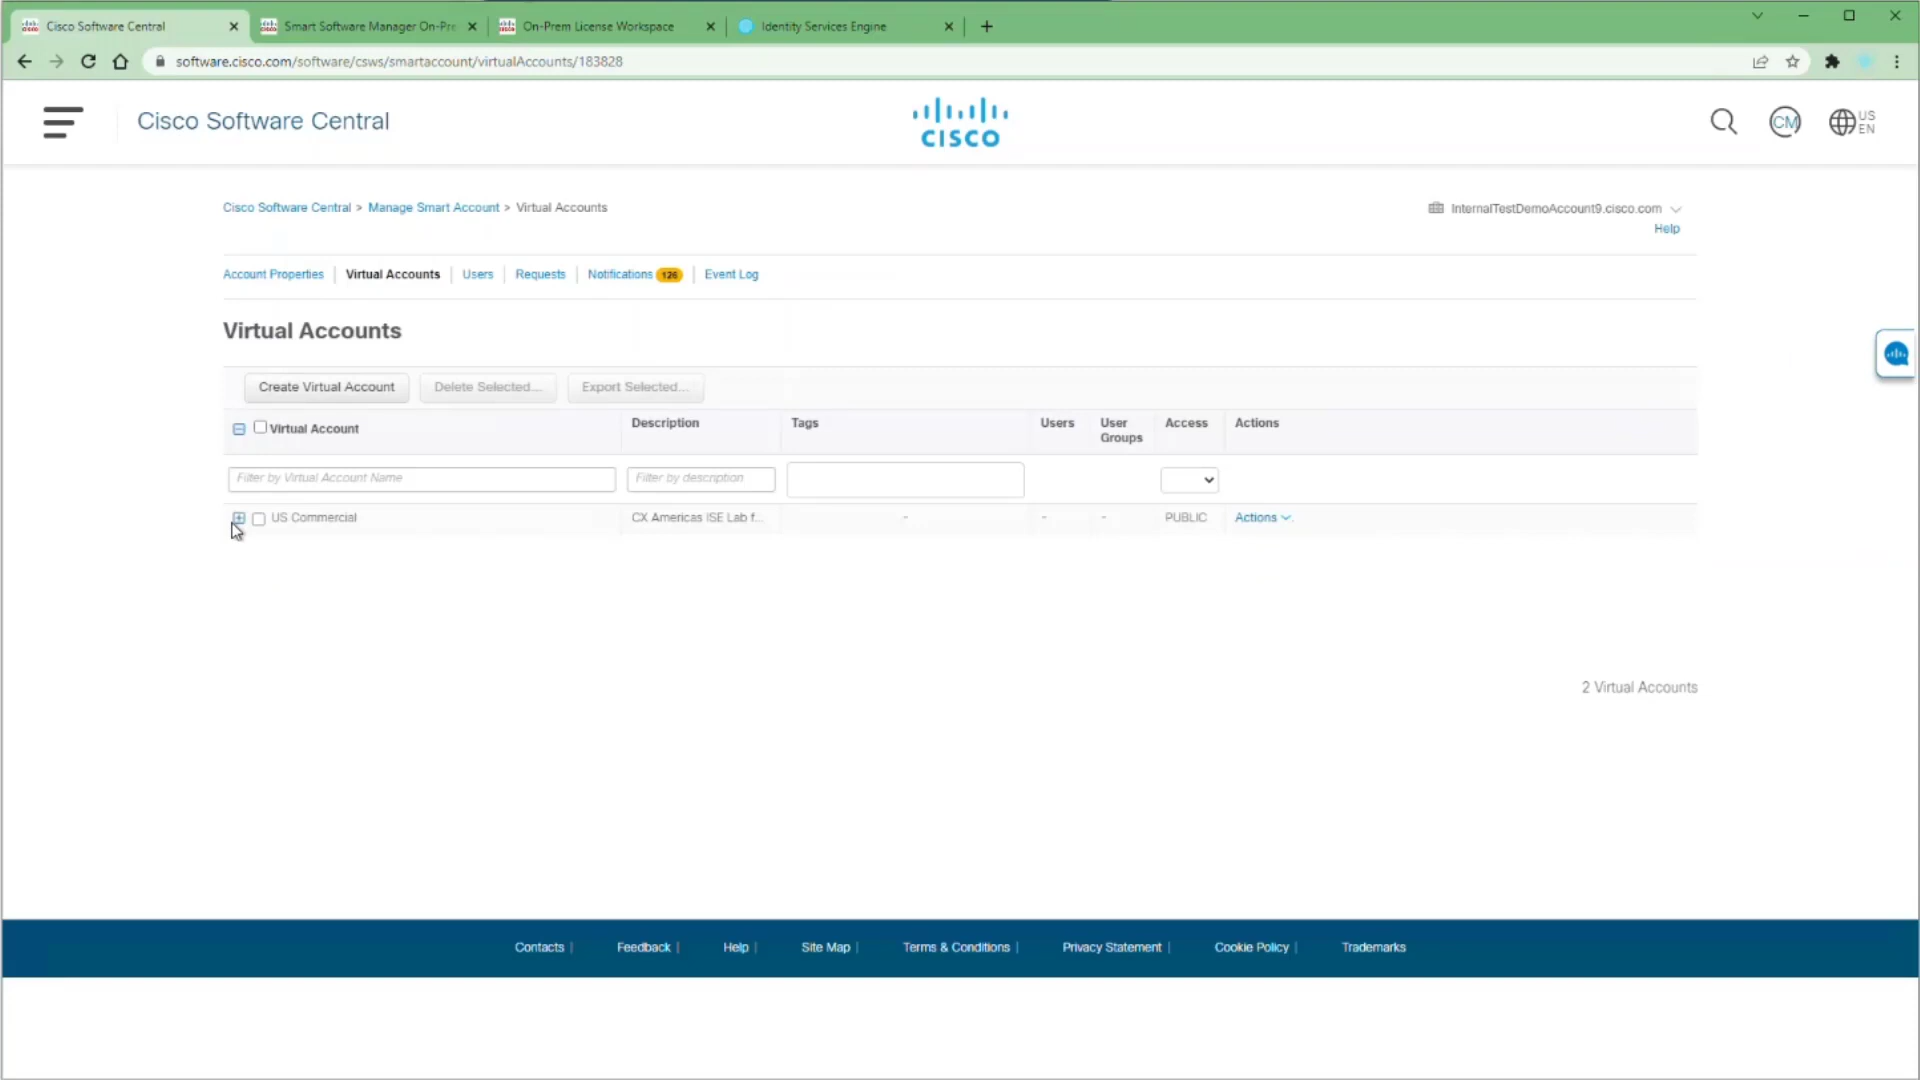 Cisco Software Central
Smart Software Manager On-Pre
On-Prem License Workspace
Identity Services Engine
software.cisco.com/software/csws/smartaccount/virtualAccounts/183828
Cisco Software Central
CISCO
CM
US
EN
Cisco Software Central > Manage Smart Account > Virtual Accounts
InternalTestDemoAccount9.cisco.com
Help
Account Properties
Virtual Accounts
Users
Requests
Notifications 126
Event Log
Virtual Accounts
Create Virtual Account
Delete Selected...
Export Selected...
Virtual Account
Description
Tags
Users
User
Groups
Access
Actions
Filter by Virtual Account Name
Filter by description
US Commercial
CX Americas ISE Lab f...
-
-
-
PUBLIC
Actions
2 Virtual Accounts
Contacts |
Feedback |
Help |
Site Map |
Terms & Conditions |
Privacy Statement |
Cookie Policy |
Trademarks